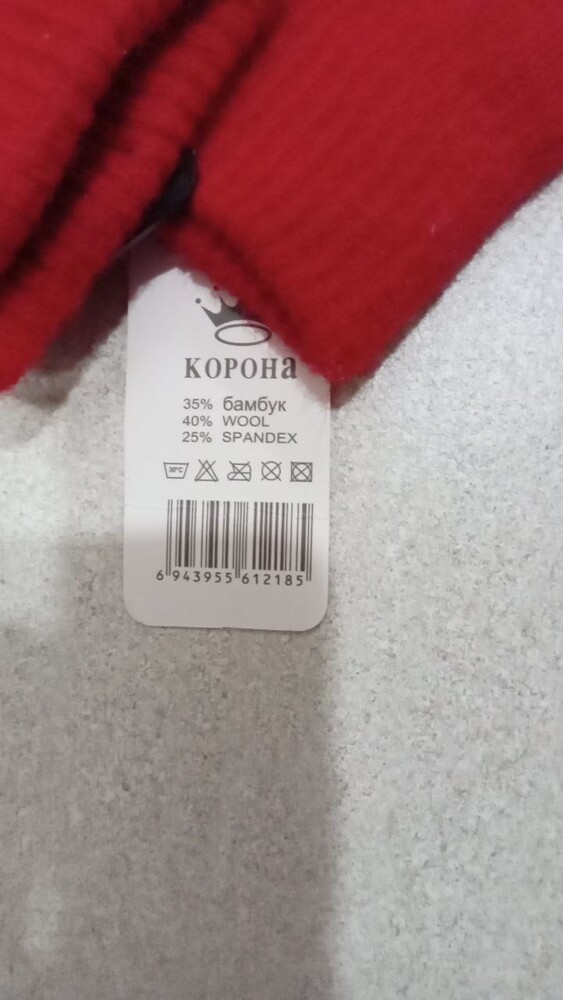 КОРОНа
35% бамбук
40% WOOL
25% SPANDEX
30°C
6 943955 612185